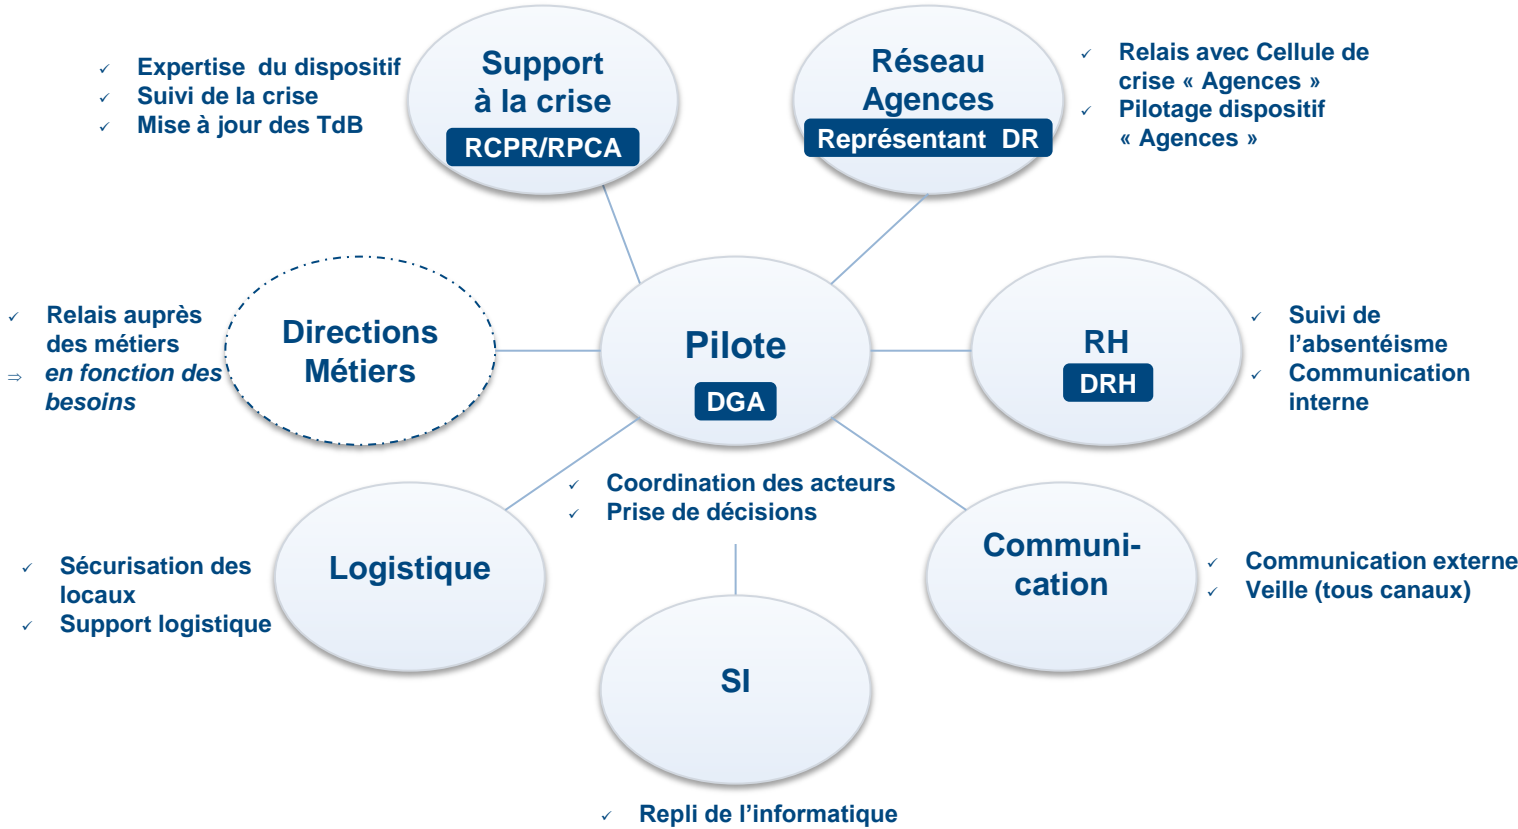 Support
à la crise
RCPR/RPCA
✓ Expertise du dispositif
✓ Suivi de la crise
✓ Mise à jour des TdB
Réseau
Agences
Représentant DR
✓ Relais avec Cellule de
crise « Agences »
✓ Pilotage dispositif
« Agences »
Directions
Métiers
✓ Relais auprès
des métiers
⇒ en fonction des
besoins
Pilote
DGA
✓ Coordination des acteurs
✓ Prise de décisions
RH
DRH
✓ Suivi de
l’absentéisme
✓ Communication
interne
Logistique
✓ Sécurisation des
locaux
✓ Support logistique
Communi-
cation
✓ Communication externe
✓ Veille (tous canaux)
SI
✓ Repli de l’informatique